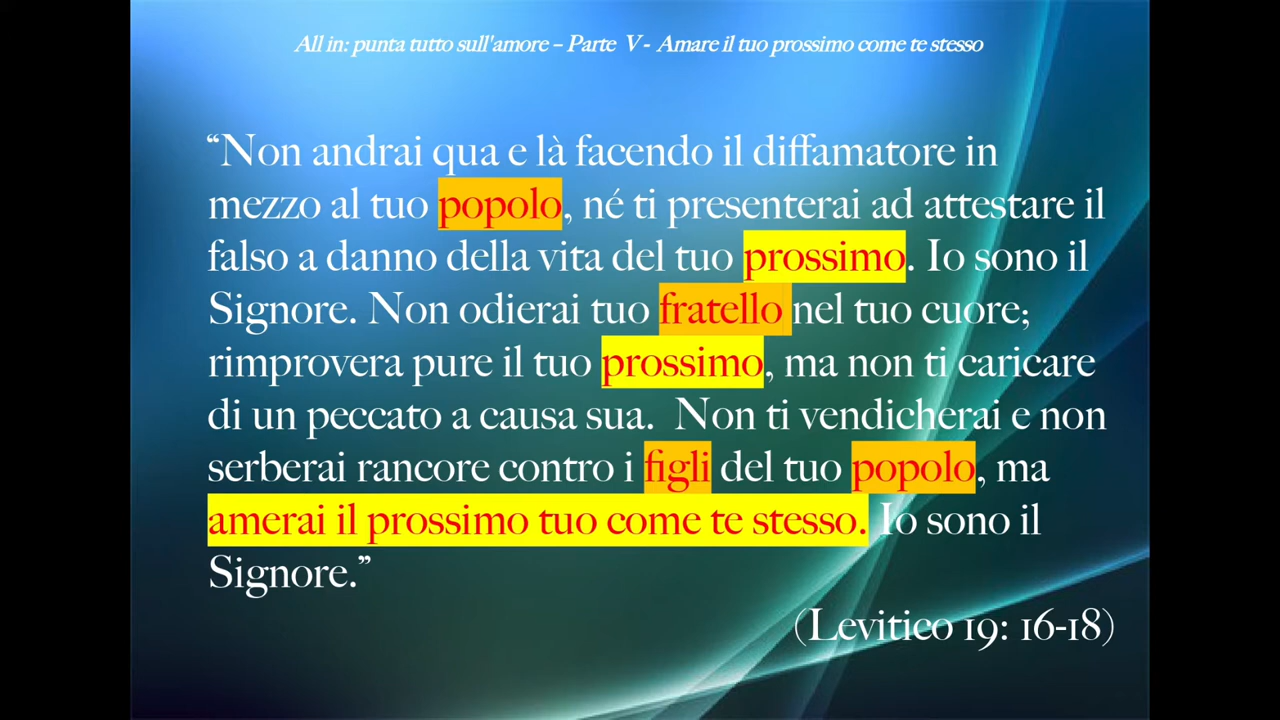 All in: punta tutto sull'amore – Parte V - Amare il tuo prossimo come te stesso
“Non andrai qua e là facendo il diffamatore in
mezzo al tuo popolo, né ti presenterai ad attestare il
falso a danno della vita del tuo prossimo. Io sono il
Signore. Non odierai tuo fratello nel tuo cuore;
rimprovera pure il tuo prossimo, ma non ti caricare
di un peccato a causa sua. Non ti vendicherai e non
serberai rancore contro i figli del tuo popolo, ma
amerai il prossimo tuo come te stesso. Io sono il
Signore.”
(Levitico 19: 16-18)